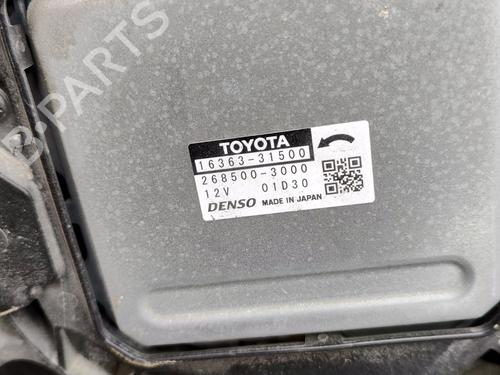 B-PARTS
TOYOTA
16363-31500
268500-3000
12V 01D30
DENSO MADE IN JAPAN